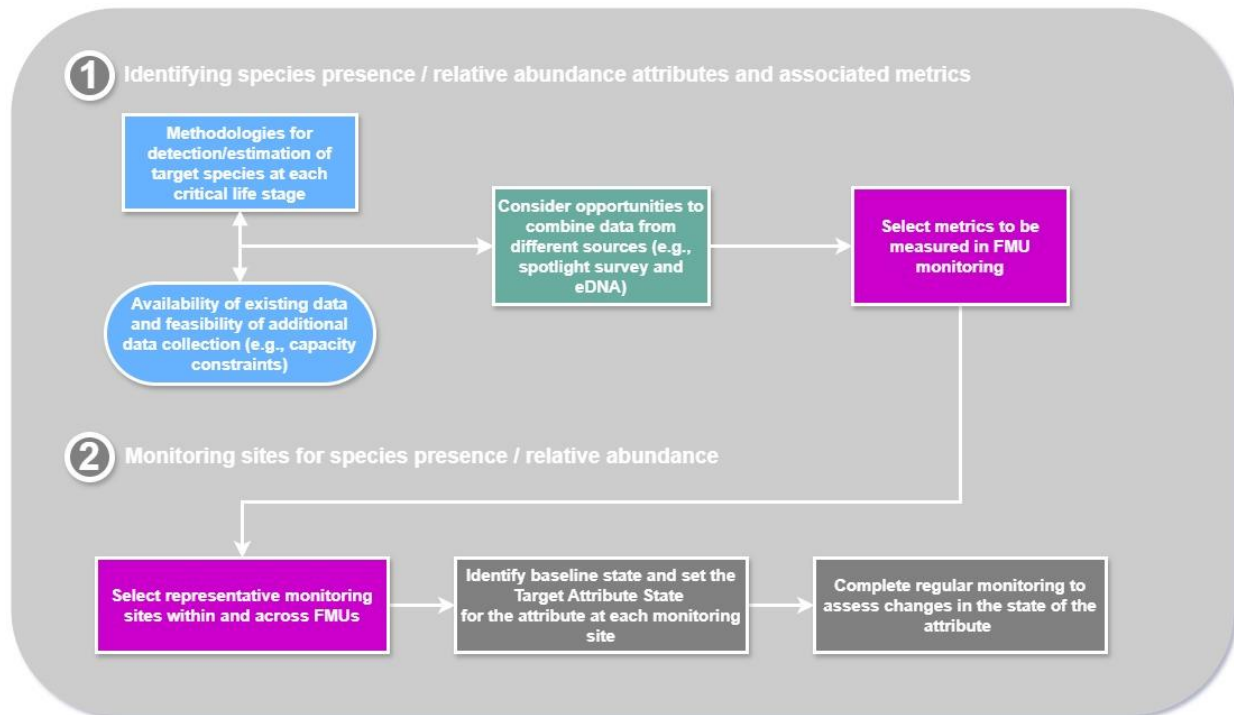 1 Identifying species presence / relative abundance attributes and associated metrics
Methodologies for
detection/estimation of
target species at each
critical life stage
Availability of existing data
and feasibility of additional
data collection (e.g., capacity
constraints)
Consider opportunities to
combine data from
different sources (e.g.,
spotlight survey and
eDNA)
Select metrics to be
measured in FMU
monitoring
2 Monitoring sites for species presence / relative abundance
Select representative monitoring
sites within and across FMUs
Identify baseline state and set the
Target Attribute State
for the attribute at each monitoring
site
Complete regular monitoring to
assess changes in the state of the
attribute